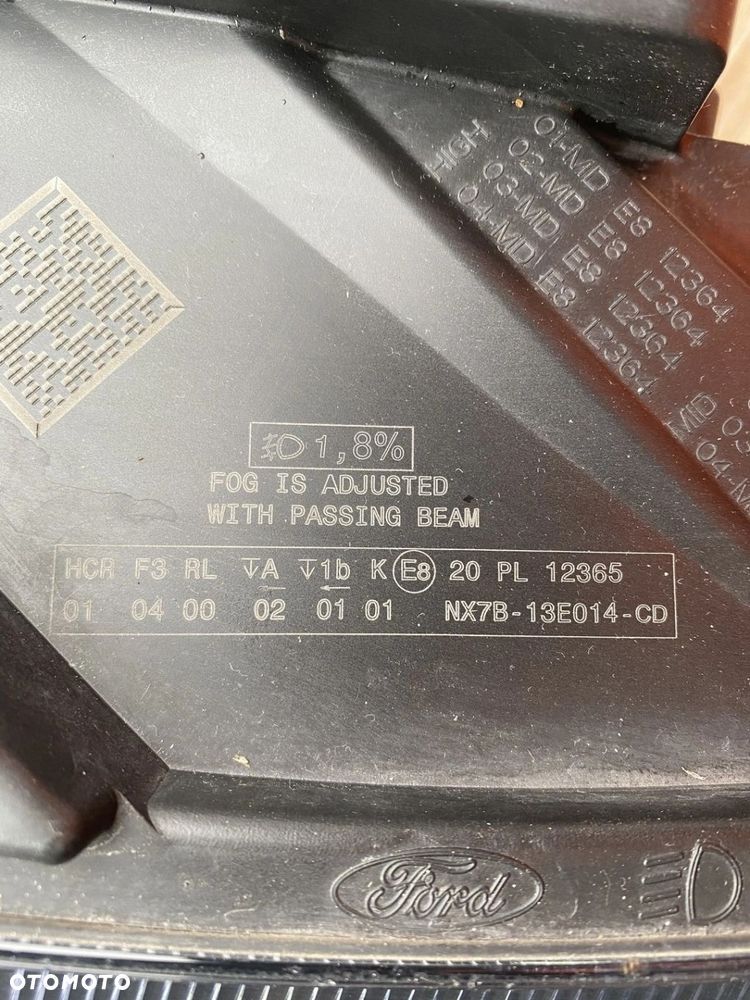 01-MD E8 12364
HIGH 02-MD E8 12364
03-MD E8 12364
04-MD E8 12364
MID 03
04-M
1,8%
FOG IS ADJUSTED
WITH PASSING BEAM
HCR F3 RL A 1b K E8 20 PL 12365
01 04 00 02 01 01 NX7B-13E014-CD
Ford
OTOMOTO